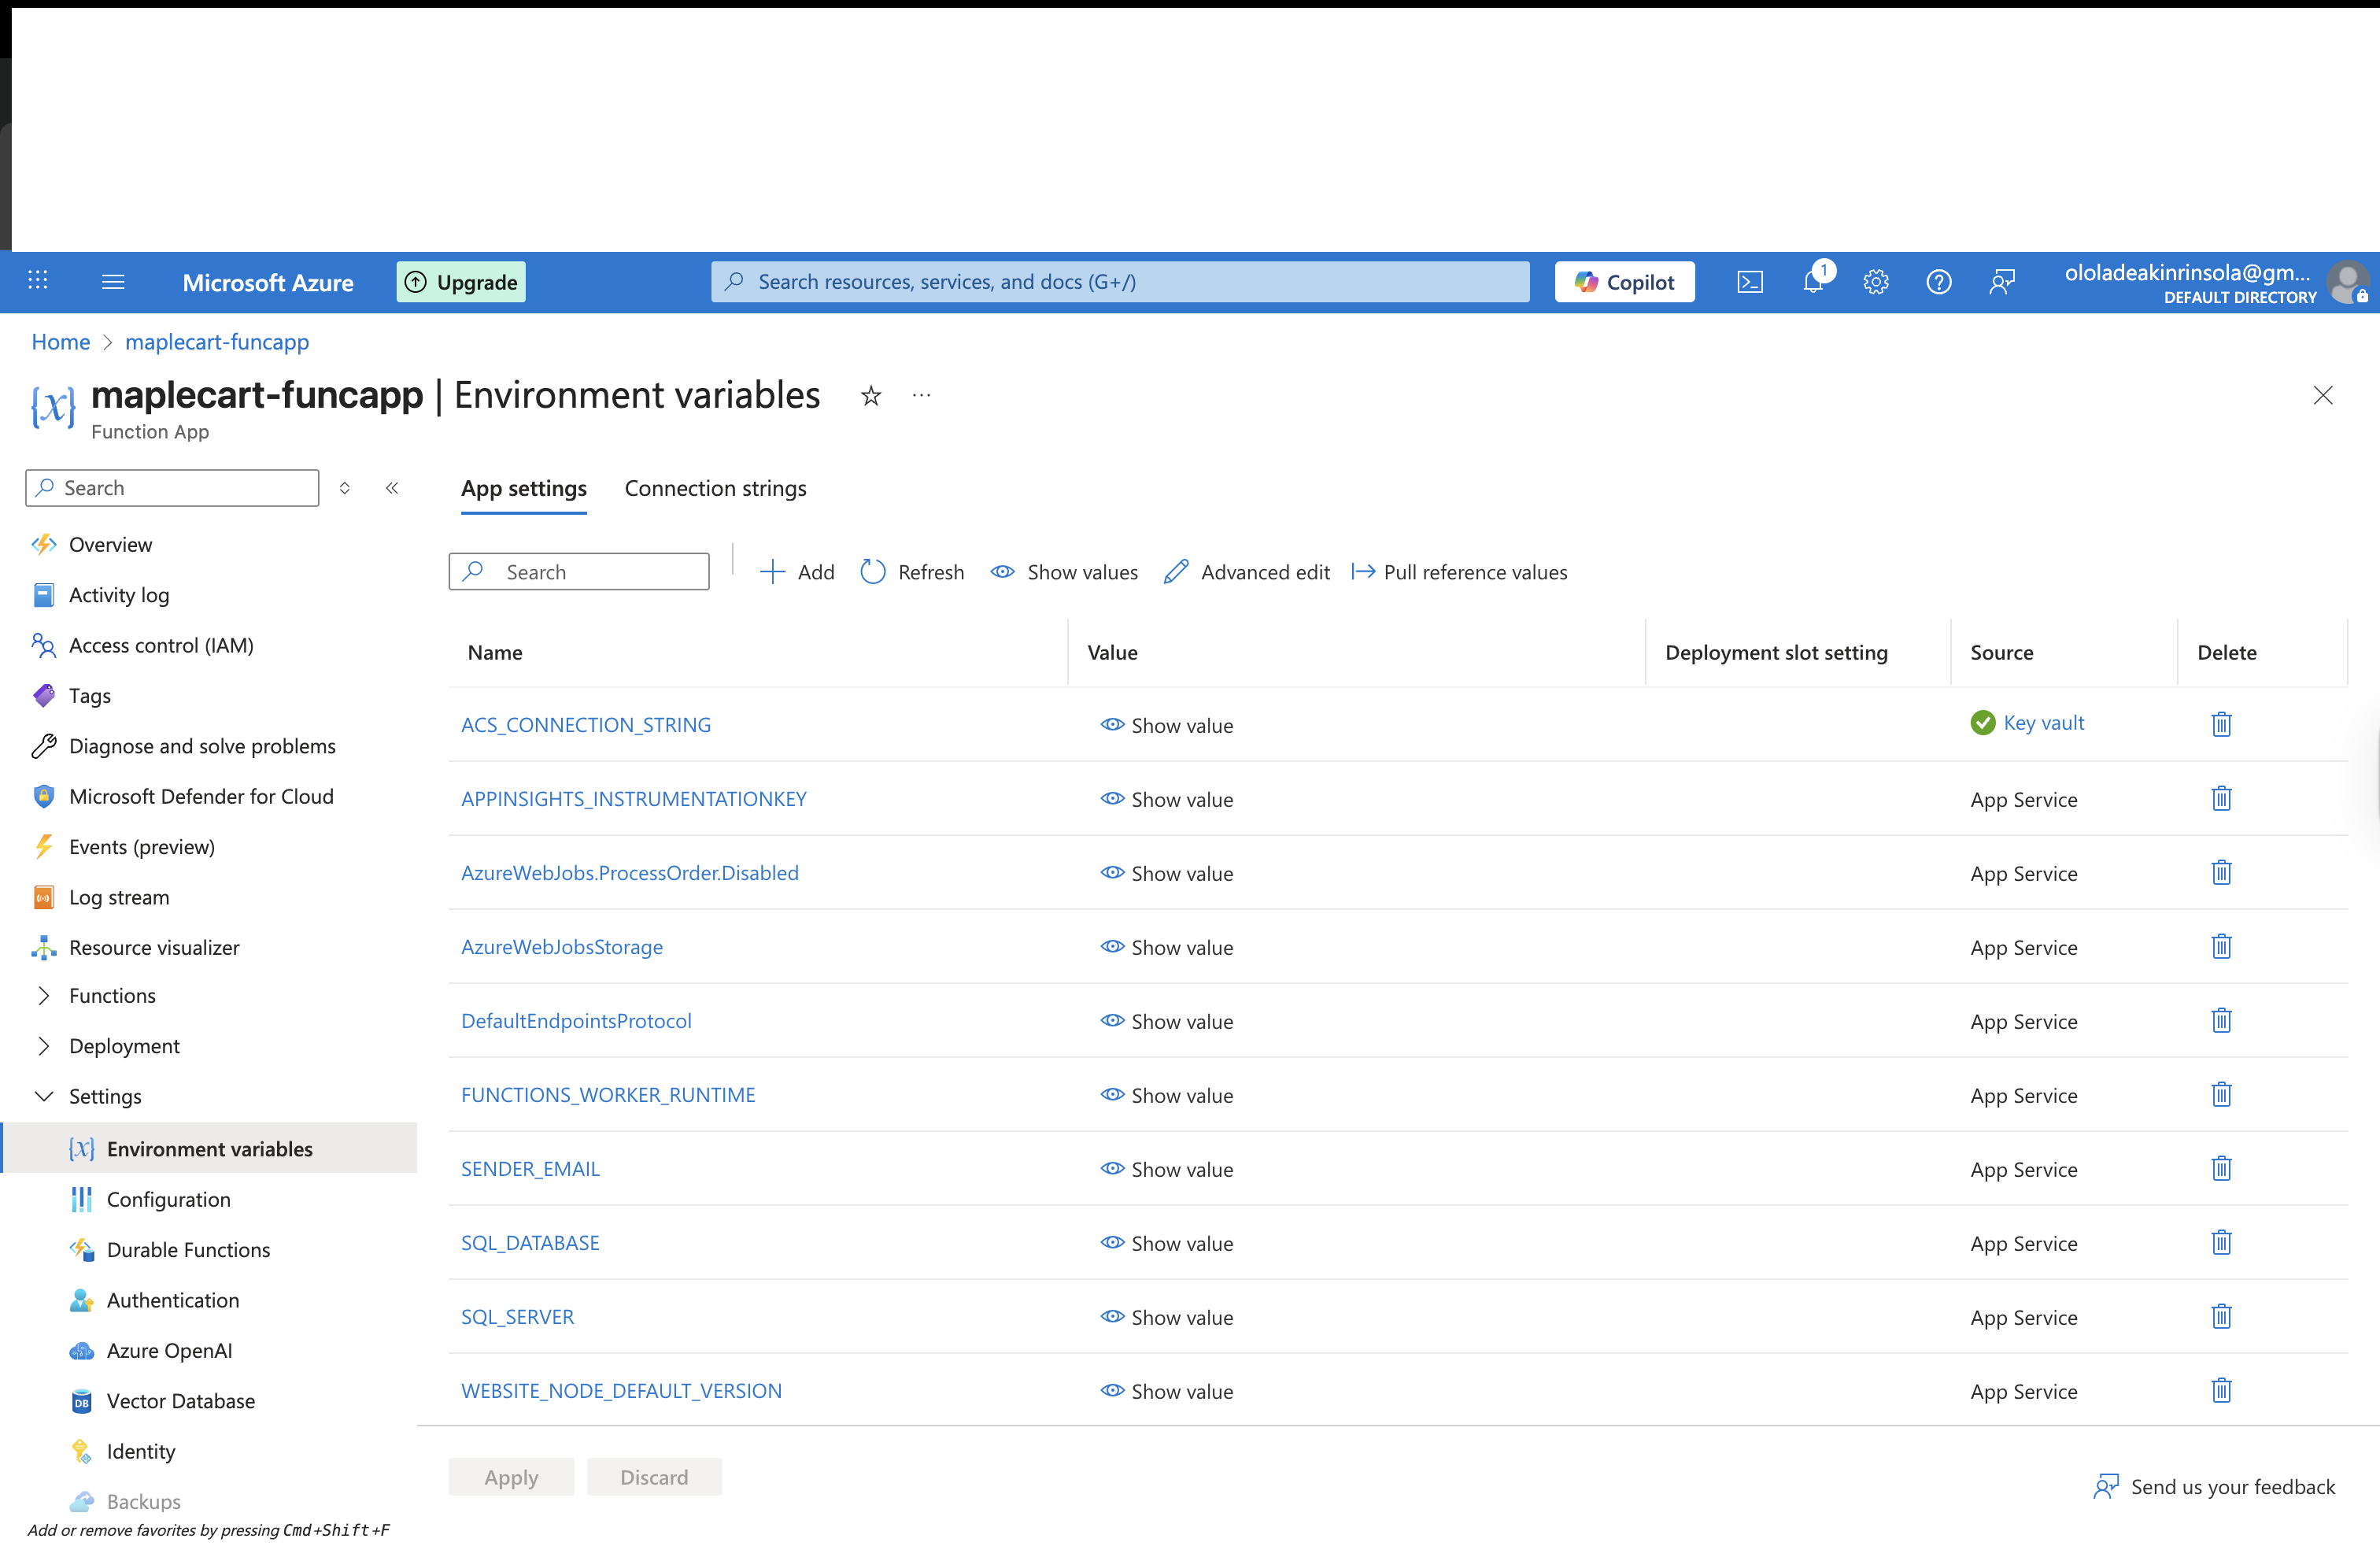 Microsoft Azure
Upgrade
Search resources, services, and docs (G+/)
Copilot
1
ololadeakinrinsola@gm...
DEFAULT DIRECTORY
Home > maplecart-funcapp
maplecart-funcapp | Environment variables
Function App
Search
Overview
Activity log
Access control (IAM)
Tags
Diagnose and solve problems
Microsoft Defender for Cloud
Events (preview)
Log stream
Resource visualizer
Functions
Deployment
Settings
Environment variables
Configuration
Durable Functions
Authentication
Azure OpenAI
Vector Database
Identity
Backups
Add or remove favorites by pressing Cmd+Shift+F
App settings Connection strings
Search Add Refresh Show values Advanced edit Pull reference values
Name Value Deployment slot setting Source Delete
ACS_CONNECTION_STRING Show value Key vault
APPINSIGHTS_INSTRUMENTATIONKEY Show value App Service
AzureWebJobs.ProcessOrder.Disabled Show value App Service
AzureWebJobsStorage Show value App Service
DefaultEndpointsProtocol Show value App Service
FUNCTIONS_WORKER_RUNTIME Show value App Service
SENDER_EMAIL Show value App Service
SQL_DATABASE Show value App Service
SQL_SERVER Show value App Service
WEBSITE_NODE_DEFAULT_VERSION Show value App Service
Apply Discard
Send us your feedback